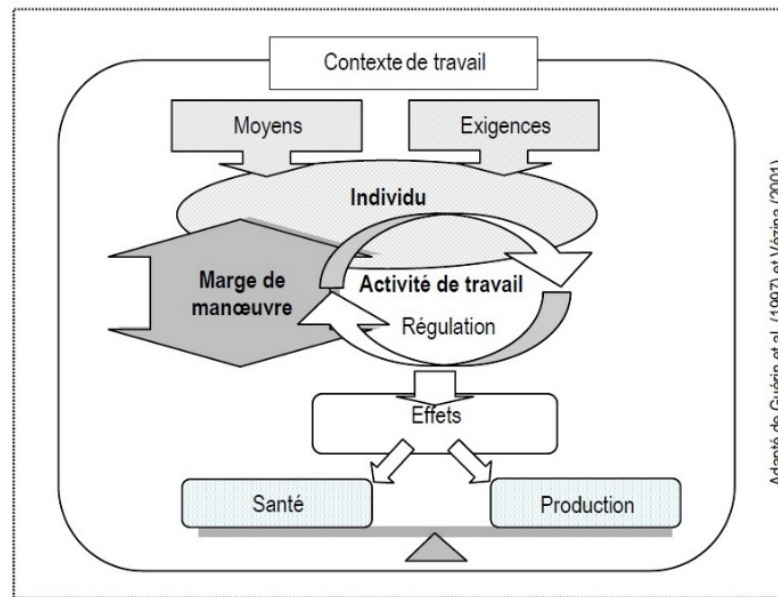 Contexte de travail
Moyens
Exigences
Individu
Marge de
manœuvre
Activité de travail
Régulation
Effets
Santé
Production
Adapté de Guérin et al. (1997) et Vézina (2001)